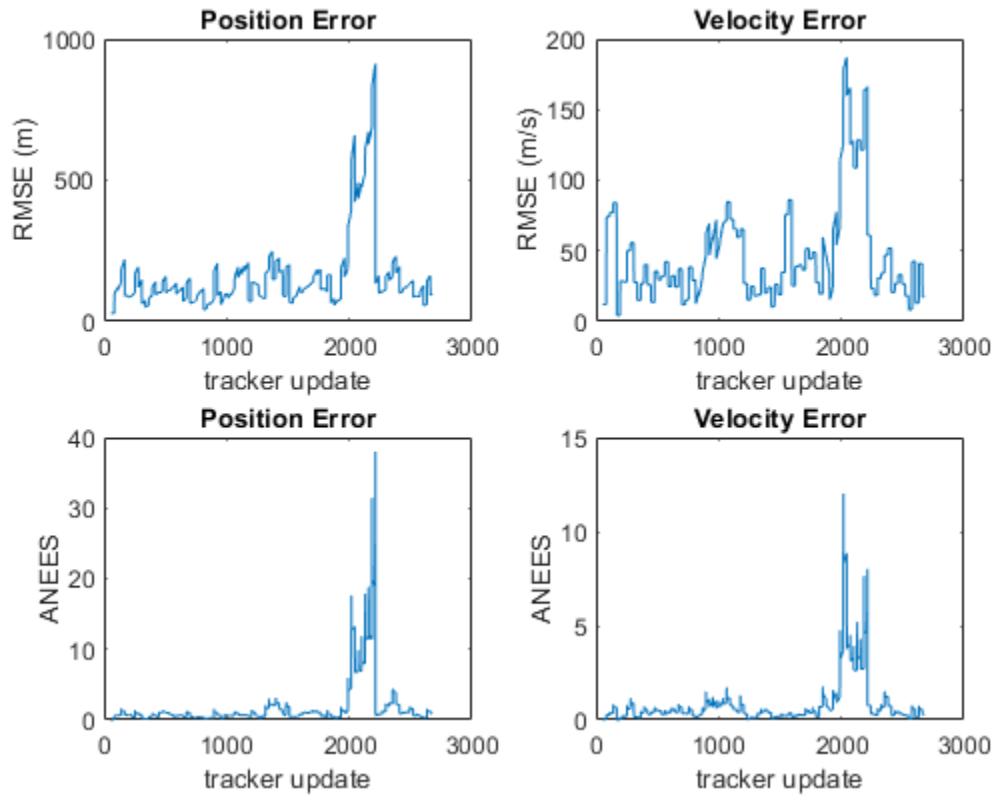 Position Error
1000
500
0
RMSE (m)
0 1000 2000 3000
tracker update
Velocity Error
200
150
100
50
0
RMSE (m/s)
0 1000 2000 3000
tracker update
Position Error
40
30
20
10
0
ANEES
0 1000 2000 3000
tracker update
Velocity Error
15
10
5
0
ANEES
0 1000 2000 3000
tracker update